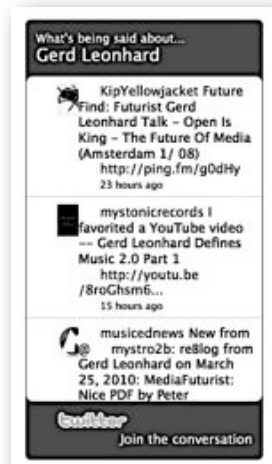 What's being said about...
Gerd Leonhard
KipYellowjacket Future
Find: Futurist Gerd
Leonhard Talk - Open Is
King - The Future Of Media
(Amsterdam 1/ 08)
http://ping.fm/g0dHy
23 hours ago
mystonicrecords I
favorited a YouTube video
-- Gerd Leonhard Defines
Music 2.0 Part 1
http://youtu.be
/8roGhsm6...
15 hours ago
musicednews New from
@ mystro2b: re8log from
Gerd Leonhard on March
25, 2010: MediaFuturist:
Nice PDF by Peter
twitter
Join the conversation